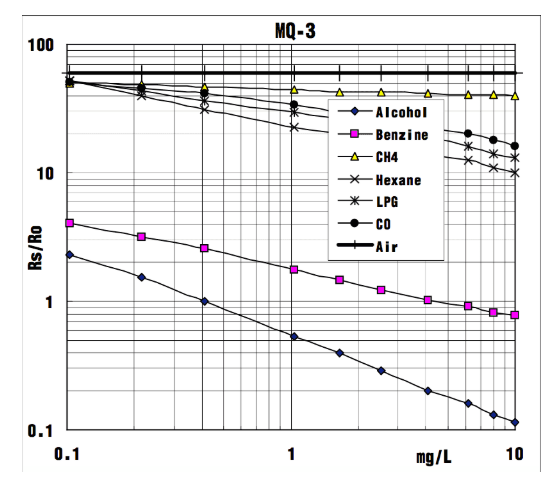 MQ-3
100
10
1
0.1
Rs/Ro
Alcohol
Benzine
CH4
Hexane
LPG
CO
Air
0.1
1
mg/L
10